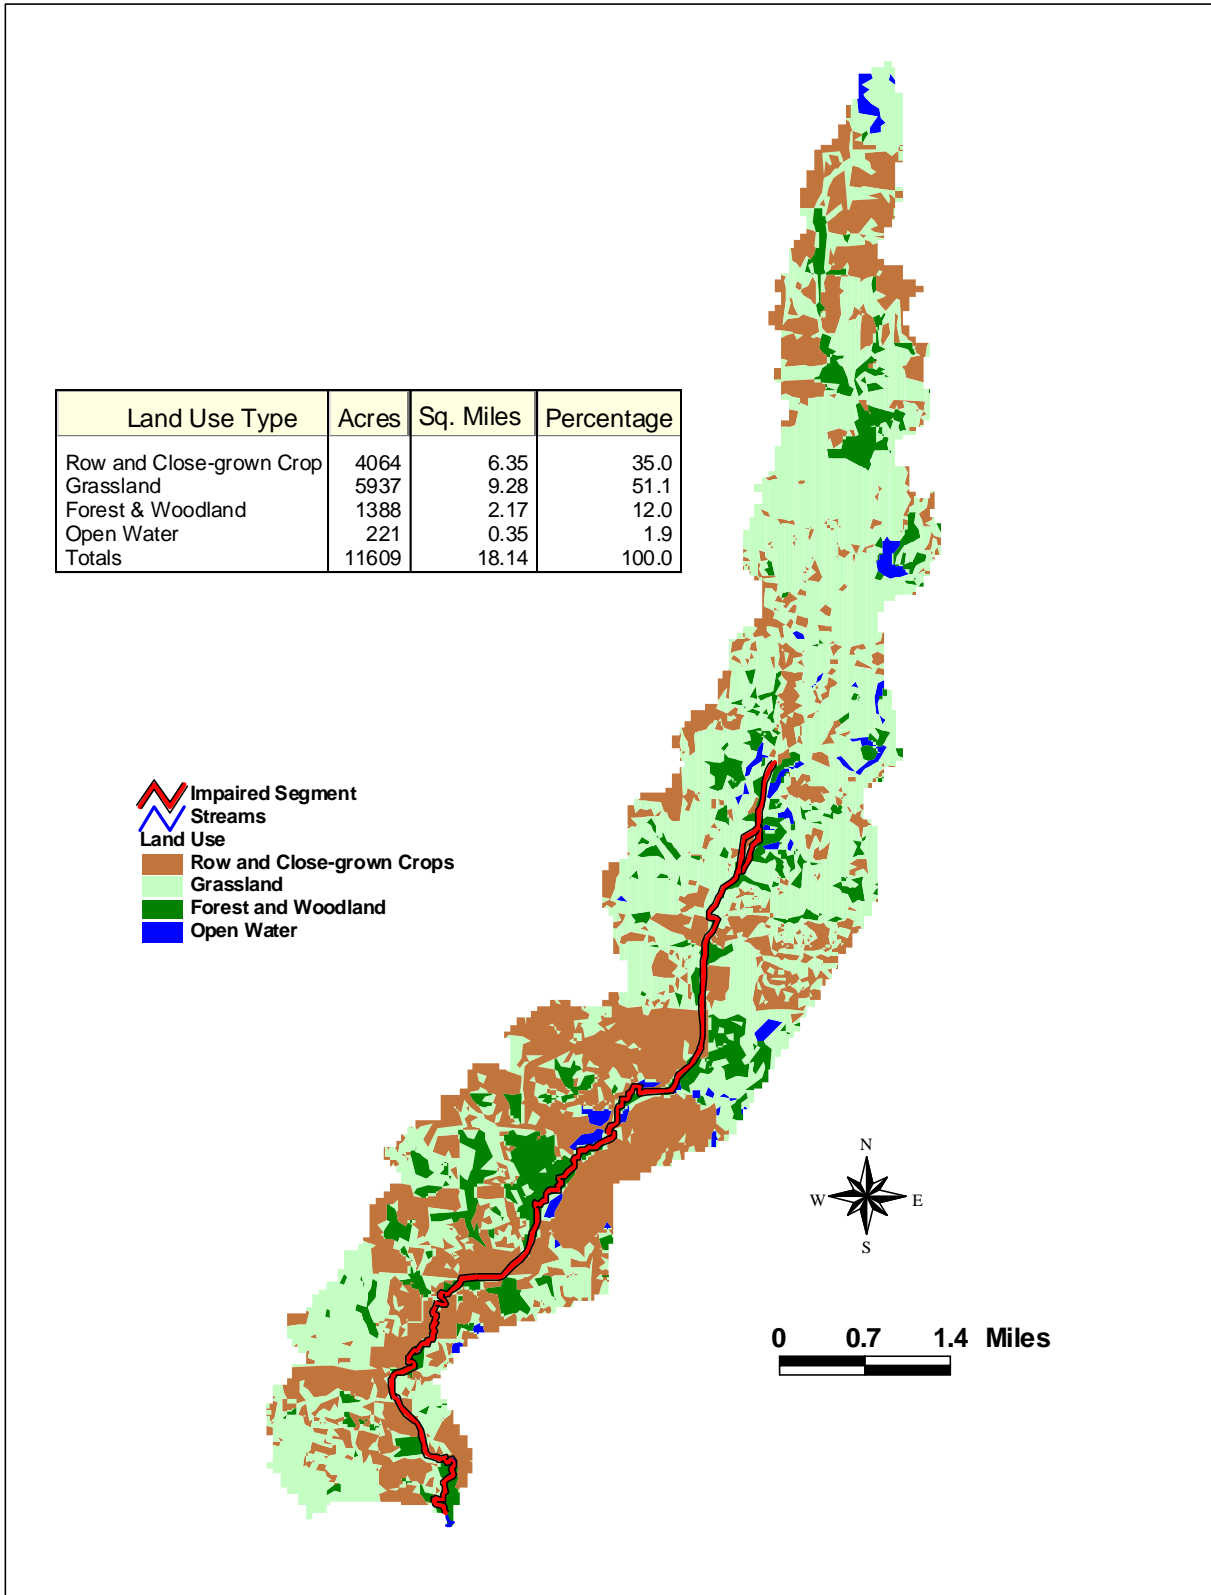 Land Use Type Acres Sq. Miles Percentage
Row and Close-grown Crop 4064 6.35 35.0
Grassland 5937 9.28 51.1
Forest & Woodland 1388 2.17 12.0
Open Water 221 0.35 1.9
Totals 11609 18.14 100.0
Impaired Segment
Streams
Land Use
Row and Close-grown Crops
Grassland
Forest and Woodland
Open Water
N
W E
S
0 0.7 1.4 Miles